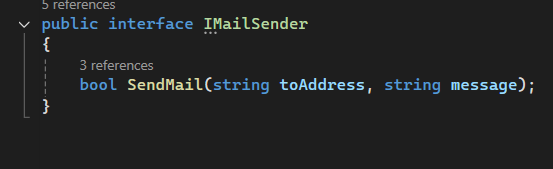 5 references
public interface IMailSender
{
3 references
bool SendMail(string toAddress, string message);
}